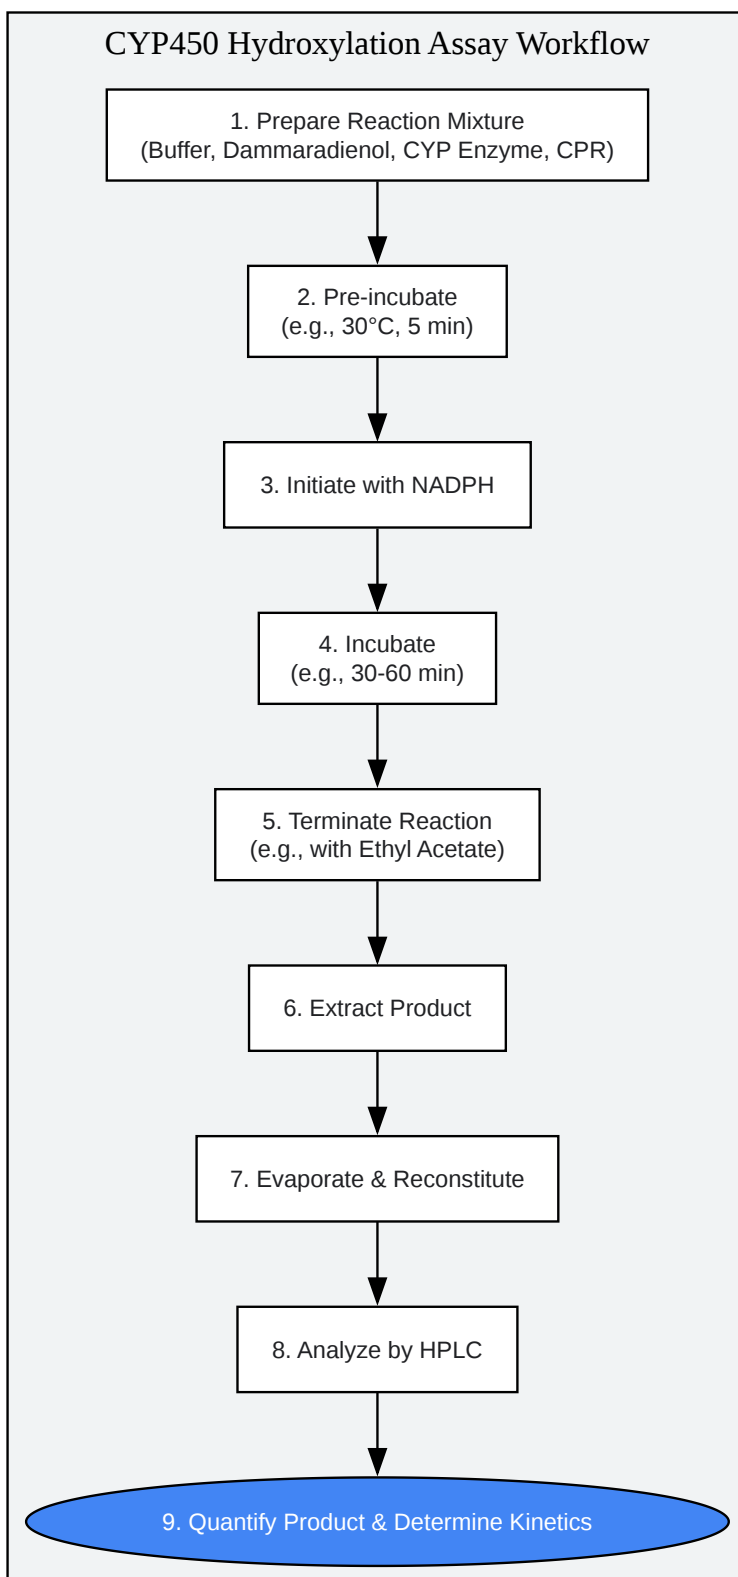 CYP450 Hydroxylation Assay Workflow
1. Prepare Reaction Mixture
(Buffer, Dammaradienol, CYP Enzyme, CPR)
2. Pre-incubate
(e.g., 30°C, 5 min)
3. Initiate with NADPH
4. Incubate
(e.g., 30-60 min)
5. Terminate Reaction
(e.g., with Ethyl Acetate)
6. Extract Product
7. Evaporate & Reconstitute
8. Analyze by HPLC
9. Quantify Product & Determine Kinetics